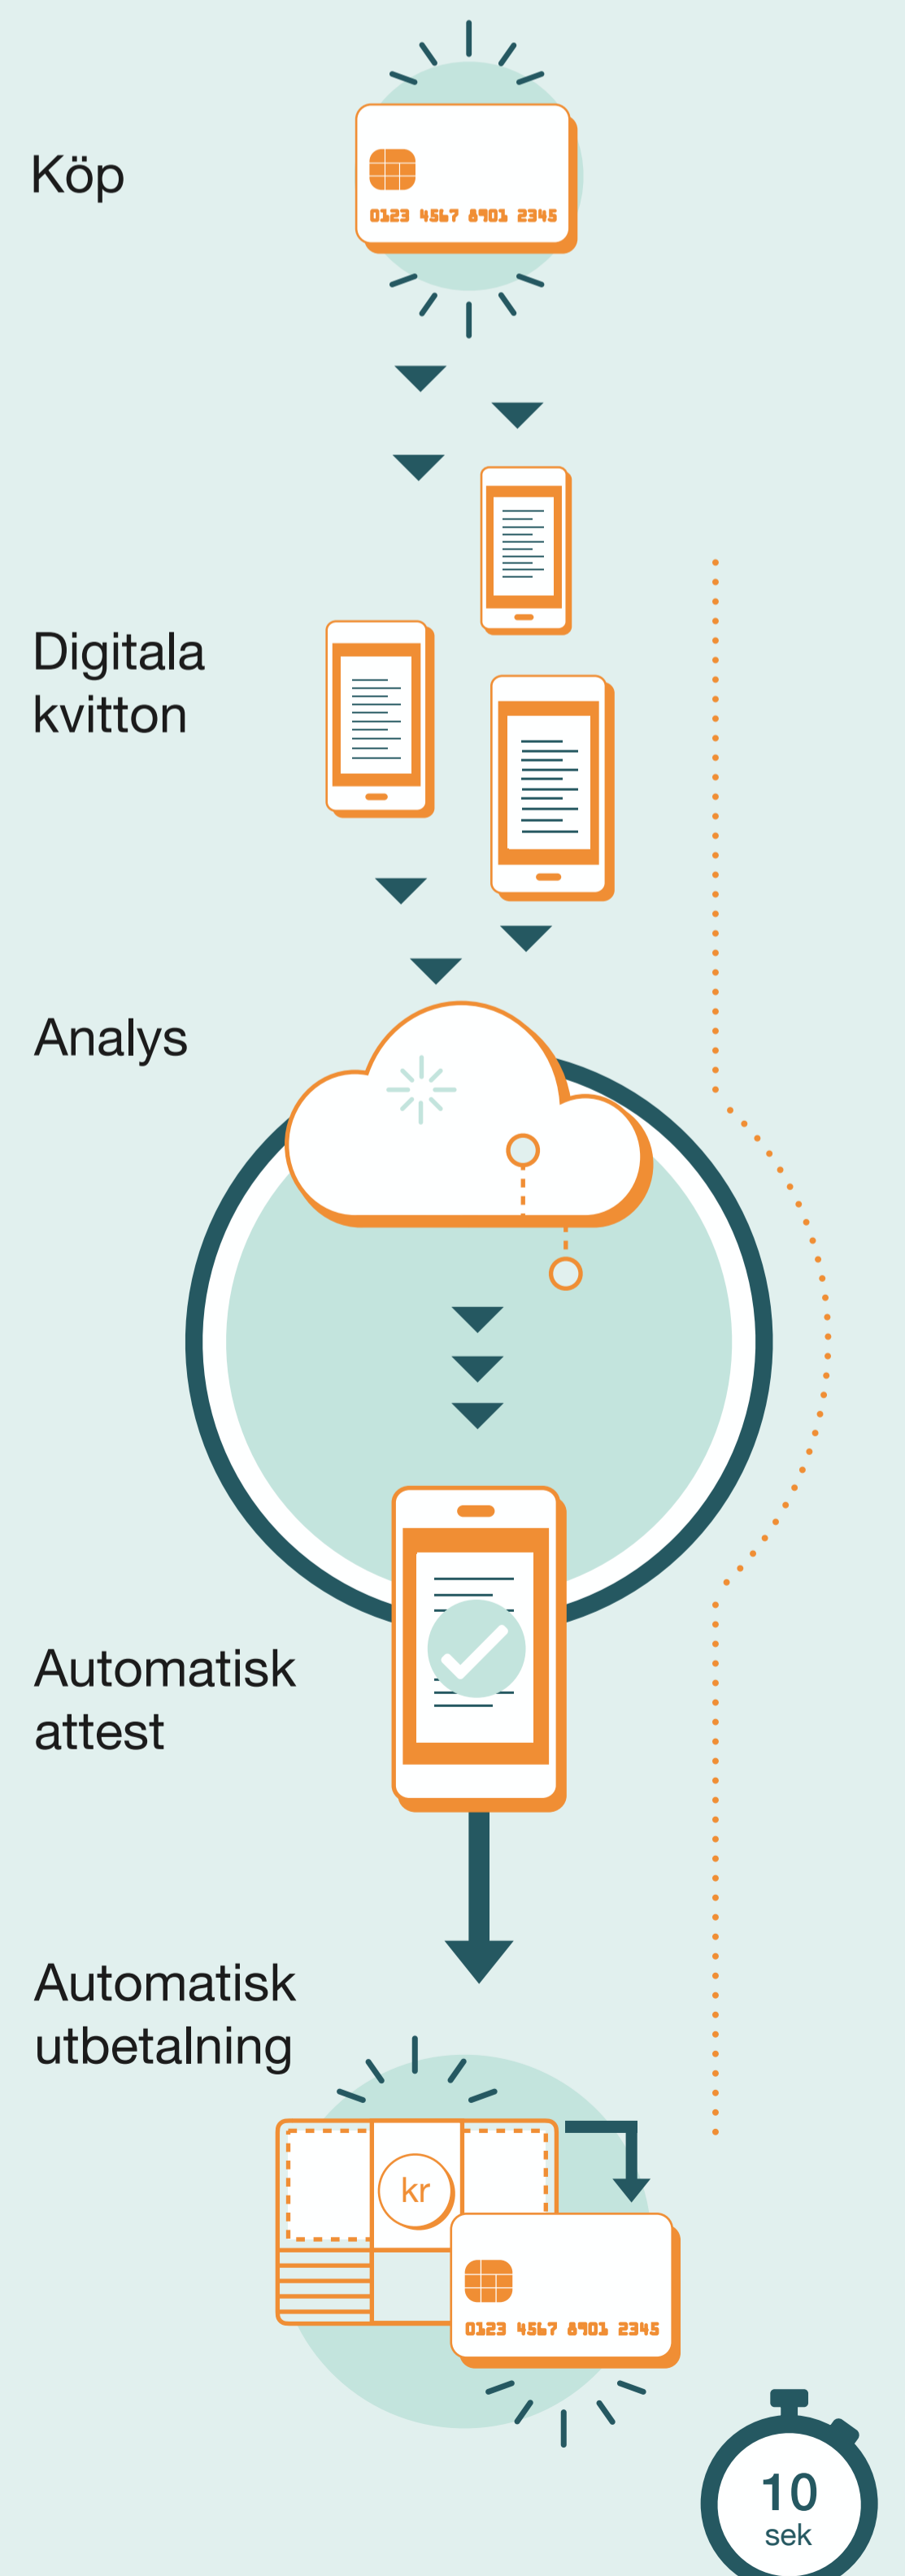 Köp
0123 4567 8901 2345
Digitala
kvitton
Analys
Automatisk
attest
Automatisk
utbetalning
kr
0123 4567 8901 2345
10
sek